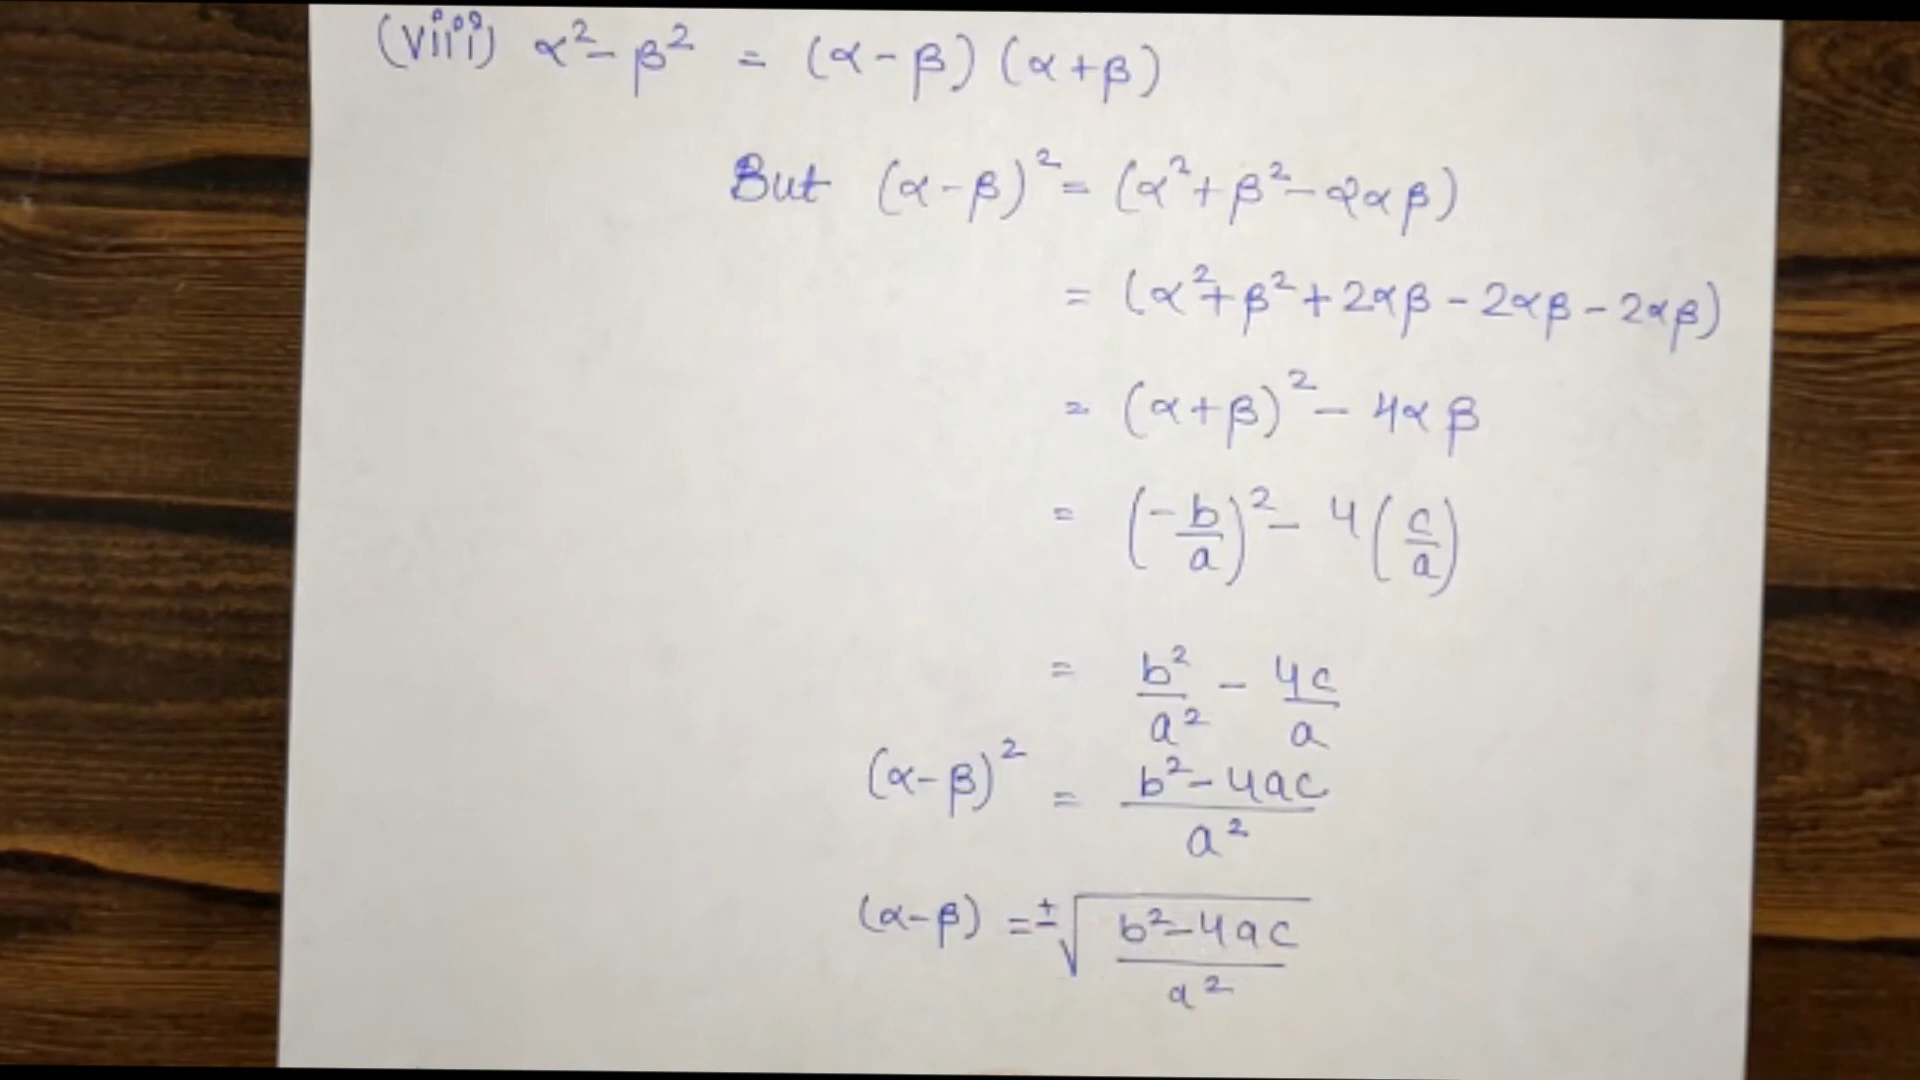 (viii) α² - β² = (α - β) (α + β)
But (α - β)² = (α² + β² - 2αβ)
= (α² + β² + 2αβ - 2αβ - 2αβ)
= (α + β)² - 4αβ
= (-b/a)² - 4(c/a)
= b²/a² - 4c/a
(α - β)² = b² - 4ac / a²
(α - β) = ±√(b² - 4ac / a²)